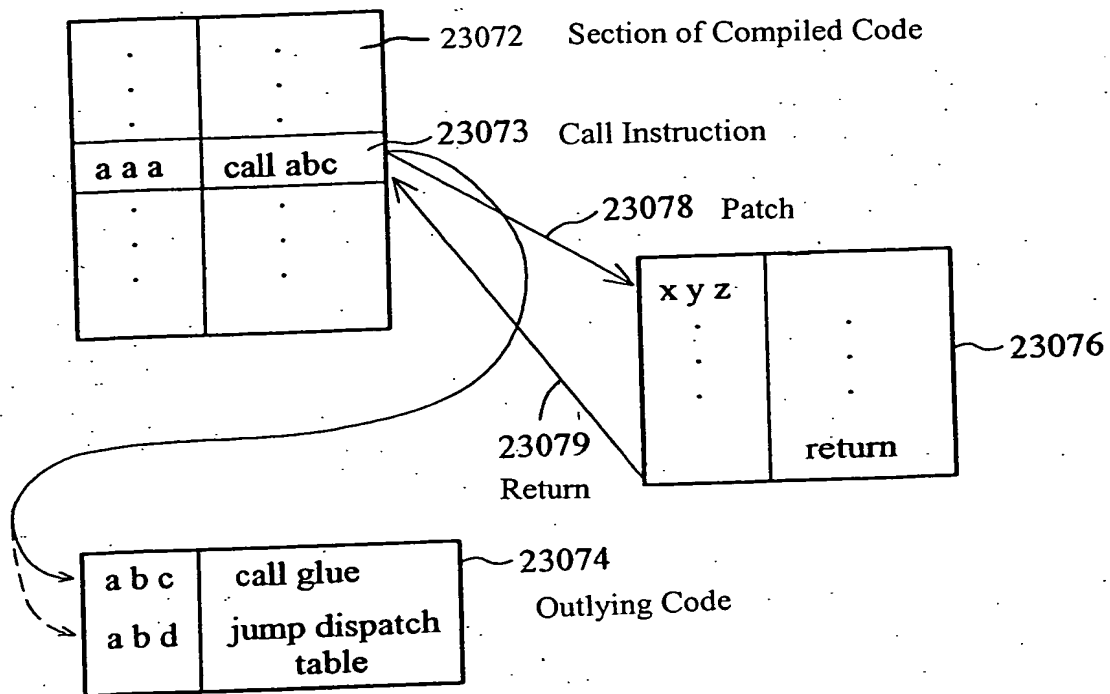 23072 Section of Compiled Code
23073 Call Instruction
a a a call abc
23078 Patch
x y z
23076
23079
Return
return
23074
a b c call glue
Outlying Code
a b d jump dispatch
table